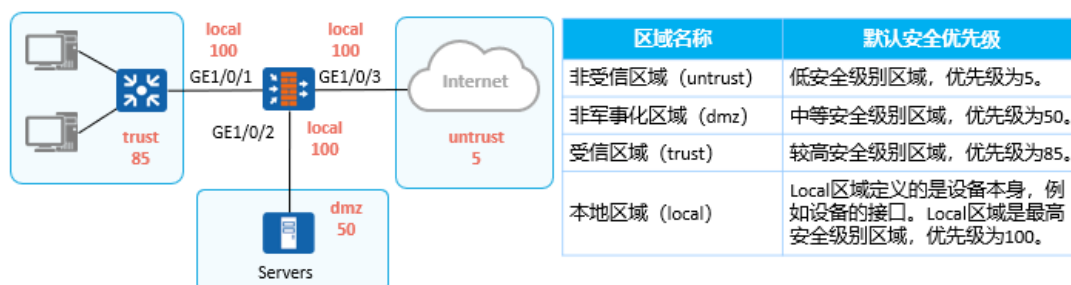 local
100
local
100
GE1/0/1
GE1/0/3
Internet
GE1/0/2
local
100
trust
85
untrust
5
dmz
50
Servers
区域名称
默认安全优先级
非受信区域（untrust）
低安全级别区域，优先级为5。
非军事化区域（dmz）
中等安全级别区域，优先级为50。
受信区域（trust）
较高安全级别区域，优先级为85。
本地区域（local）
Local区域定义的是设备本身，例
如设备的接口。Local区域是最高
安全级别区域，优先级为100。